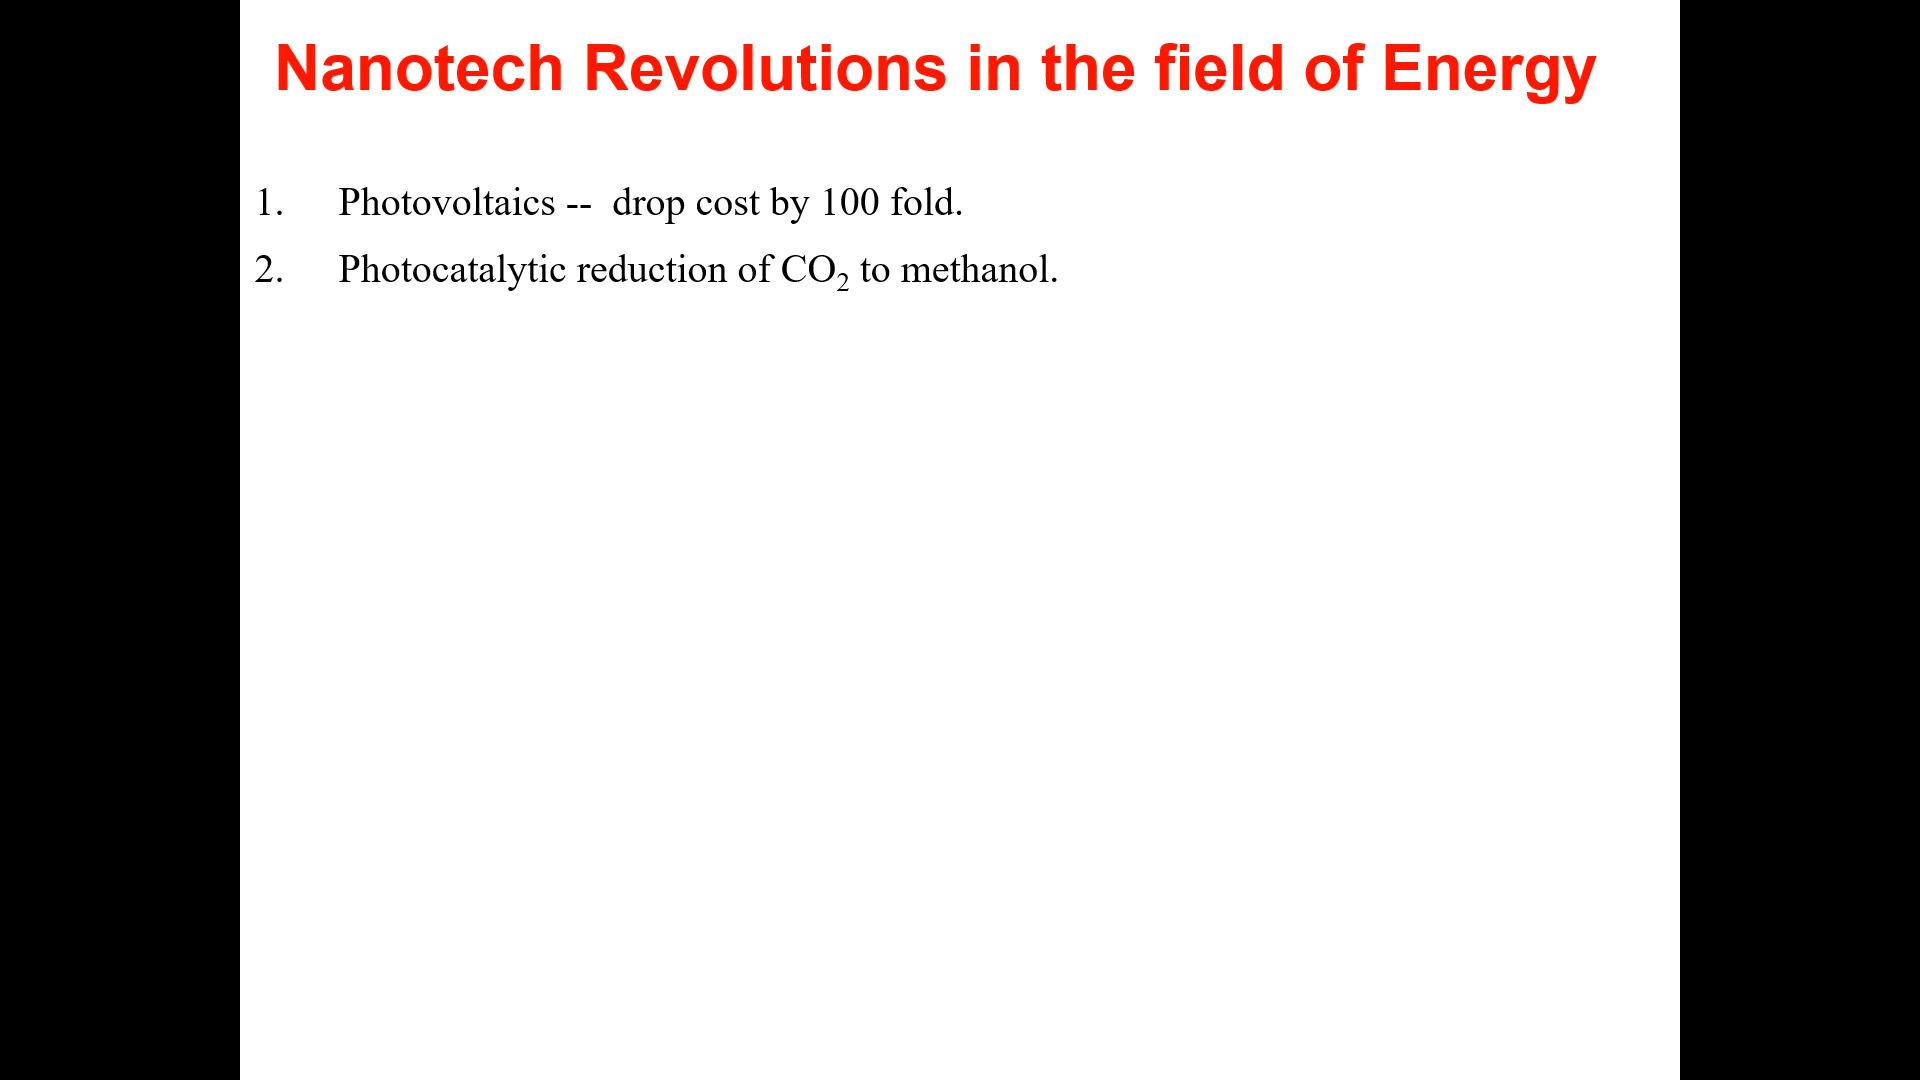 Nanotech Revolutions in the field of Energy
1. Photovoltaics -- drop cost by 100 fold.
2. Photocatalytic reduction of CO₂ to methanol.